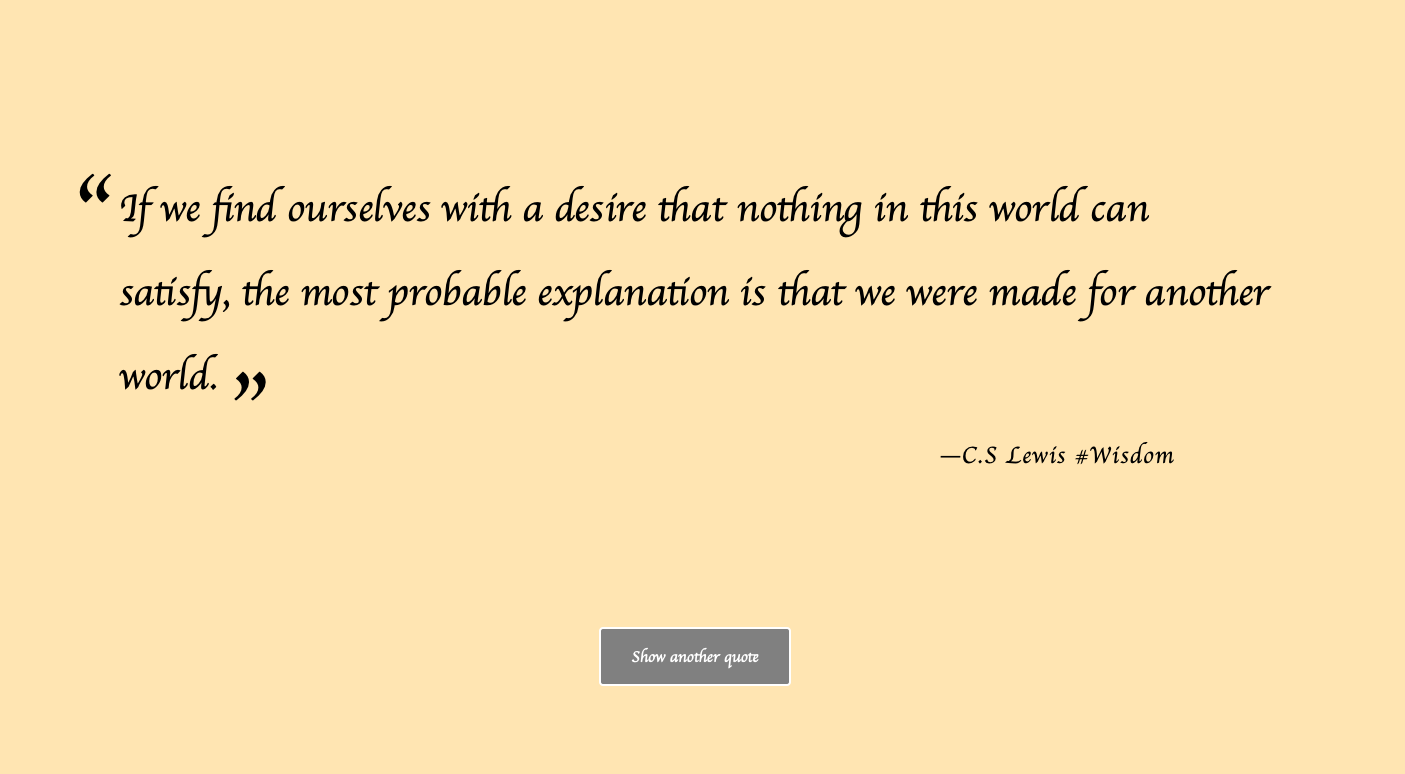 “ If we find ourselves with a desire that nothing in this world can
satisfy, the most probable explanation is that we were made for another
world. ”
—C.S Lewis #Wisdom
Show another quote